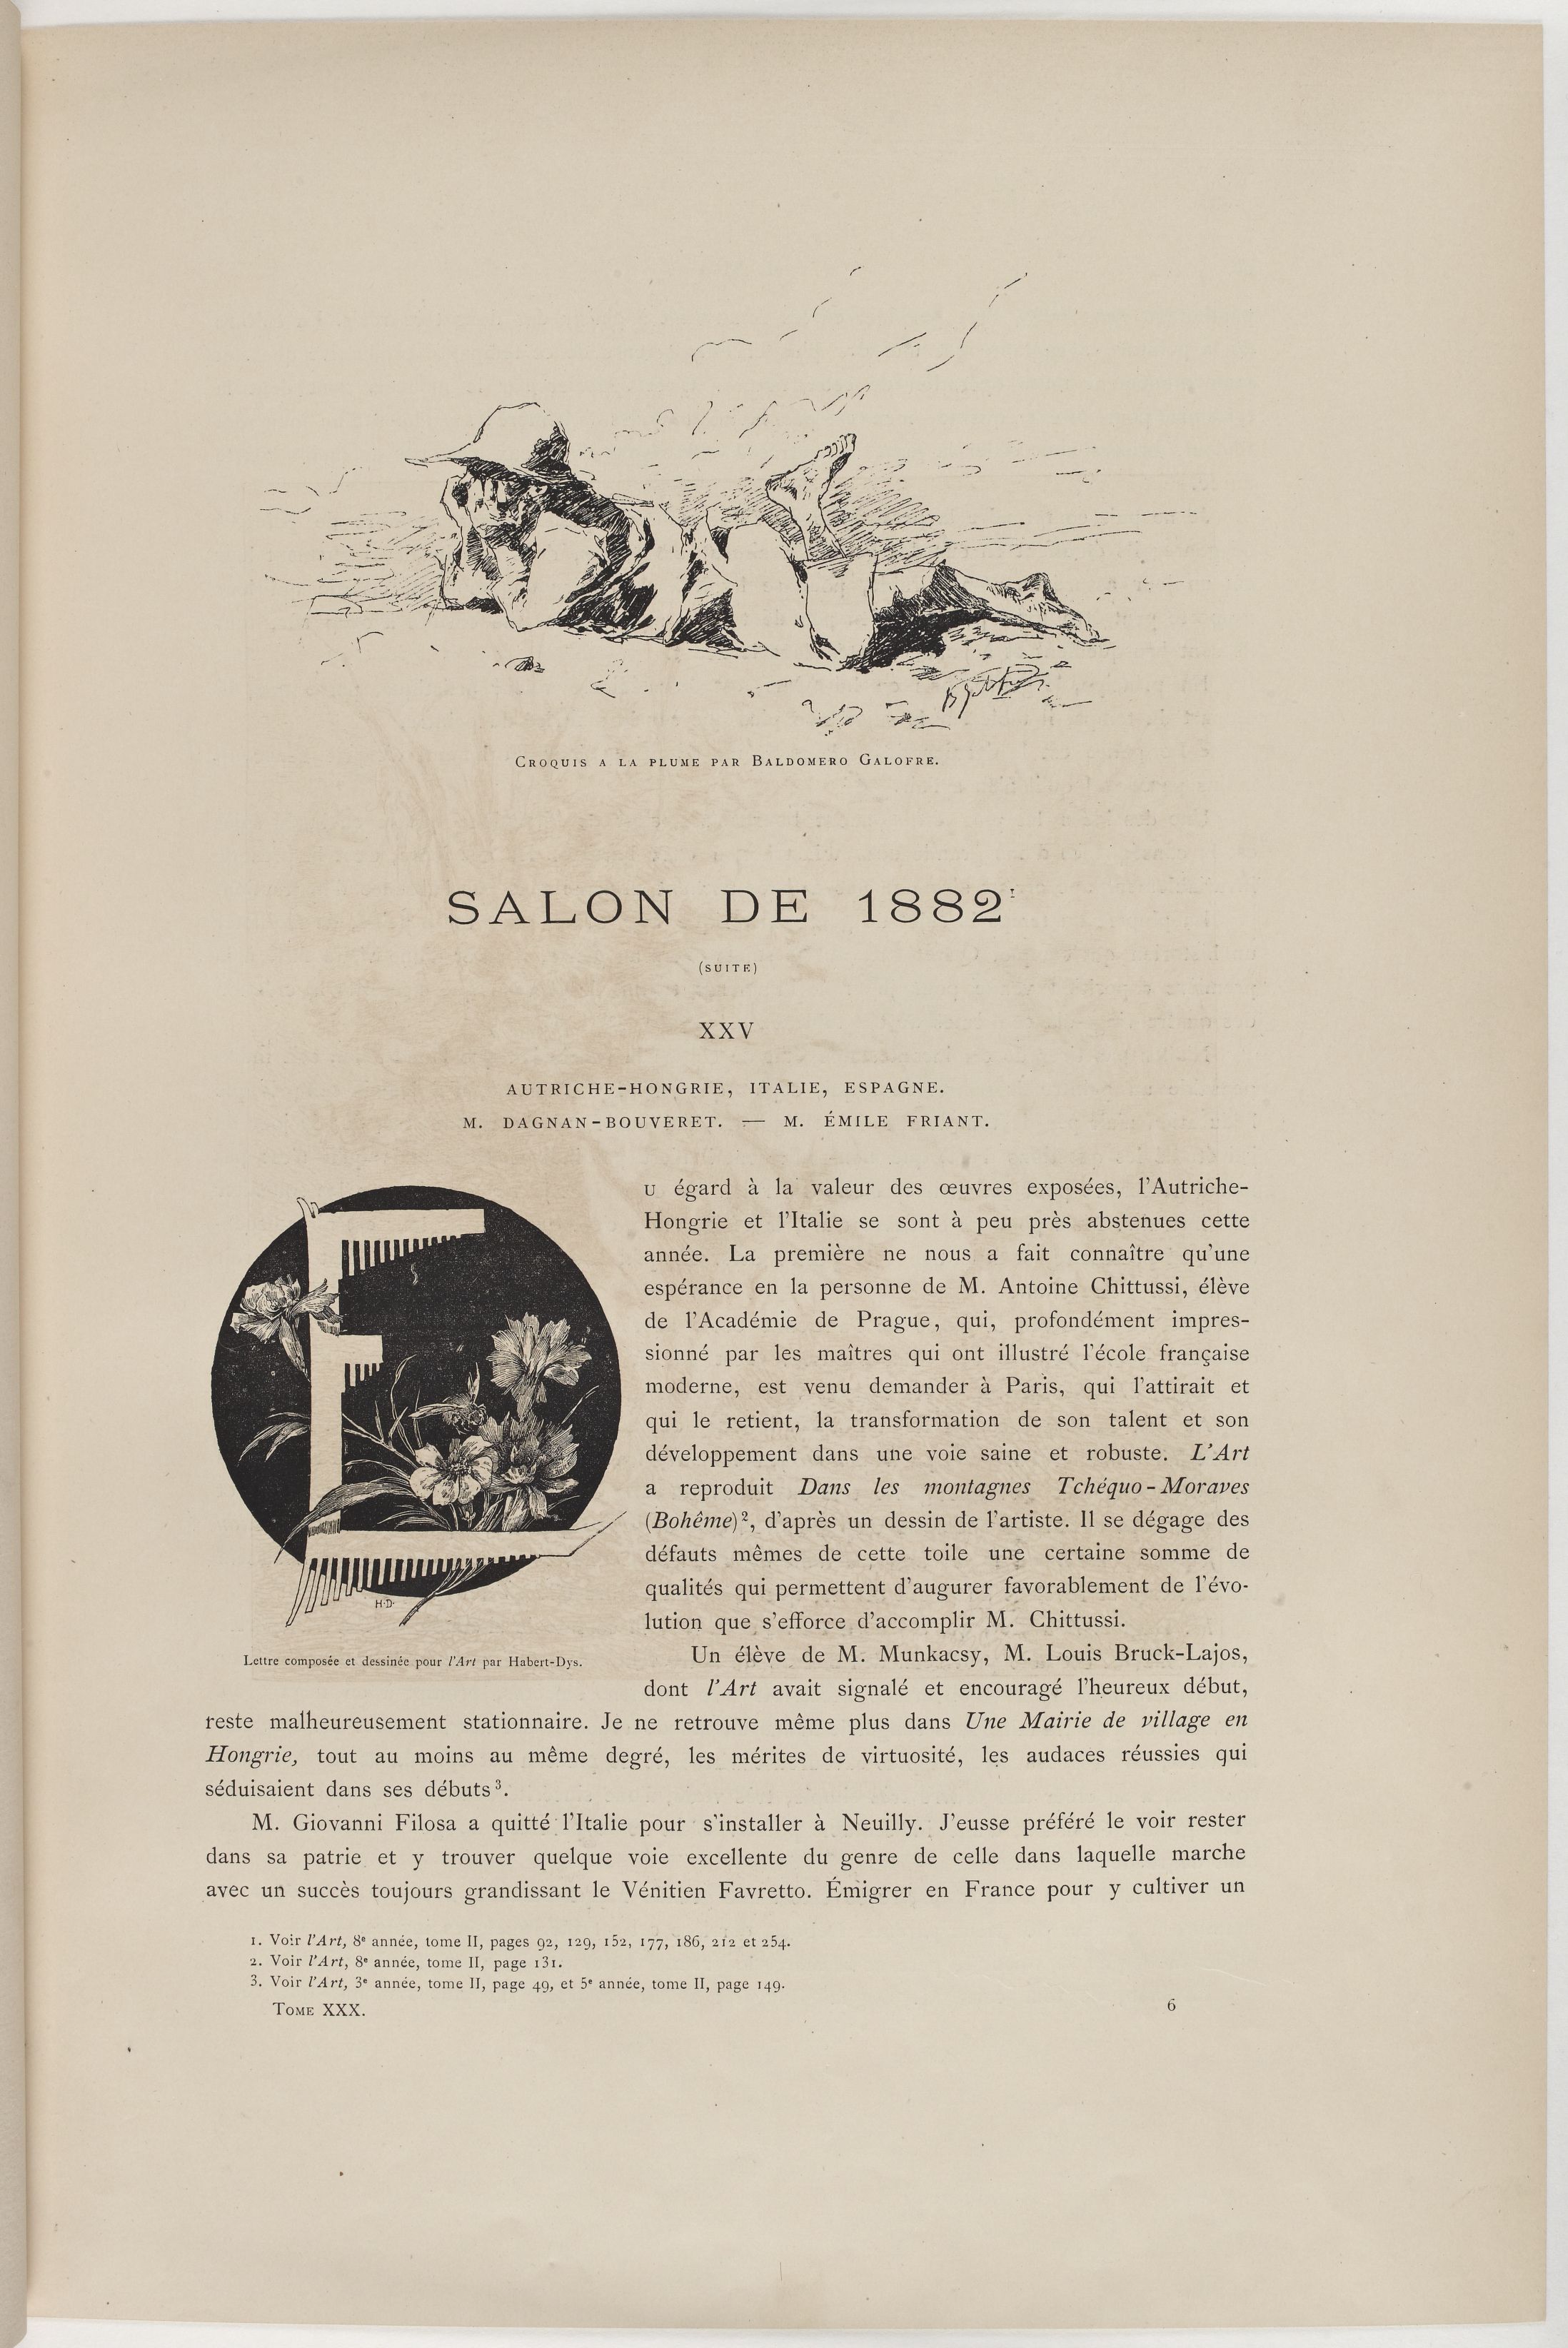 CROQUIS A LA PLUME PAR BALDOMERO GALOFRE.
SALON DE 1882¹
(SUITE)
XXV
AUTRICHE-HONGRIE, ITALIE, ESPAGNE.
M. DAGNAN-BOUVERET. — M. ÉMILE FRIANT.
EU égard à la valeur des œuvres exposées, l'Autriche-
Hongrie et l'Italie se sont à peu près abstenues cette
année. La première ne nous a fait connaître qu'une
espérance en la personne de M. Antoine Chittussi, élève
de l'Académie de Prague, qui, profondément impres-
sionné par les maîtres qui ont illustré l'école française
moderne, est venu demander à Paris, qui l'attirait et
qui le retient, la transformation de son talent et son
développement dans une voie saine et robuste. L'Art
a reproduit Dans les montagnes Tchéquo-Moraves
(Bohême)², d'après un dessin de l'artiste. Il se dégage des
défauts mêmes de cette toile une certaine somme de
qualités qui permettent d'augurer favorablement de l'évo-
lution que s'efforce d'accomplir M. Chittussi.
H·D·
Lettre composée et dessinée pour l'Art par Habert-Dys.
Un élève de M. Munkacsy, M. Louis Bruck-Lajos,
dont l'Art avait signalé et encouragé l'heureux début,
reste malheureusement stationnaire. Je ne retrouve même plus dans Une Mairie de village en
Hongrie, tout au moins au même degré, les mérites de virtuosité, les audaces réussies qui
séduisaient dans ses débuts³.
M. Giovanni Filosa a quitté l'Italie pour s'installer à Neuilly. J'eusse préféré le voir rester
dans sa patrie et y trouver quelque voie excellente du genre de celle dans laquelle marche
avec un succès toujours grandissant le Vénitien Favretto. Émigrer en France pour y cultiver un
1. Voir l'Art, 8e année, tome II, pages 92, 129, 152, 177, 186, 212 et 254.
2. Voir l'Art, 8e année, tome II, page 131.
3. Voir l'Art, 3e année, tome II, page 49, et 5e année, tome II, page 149.
TOME XXX. 6